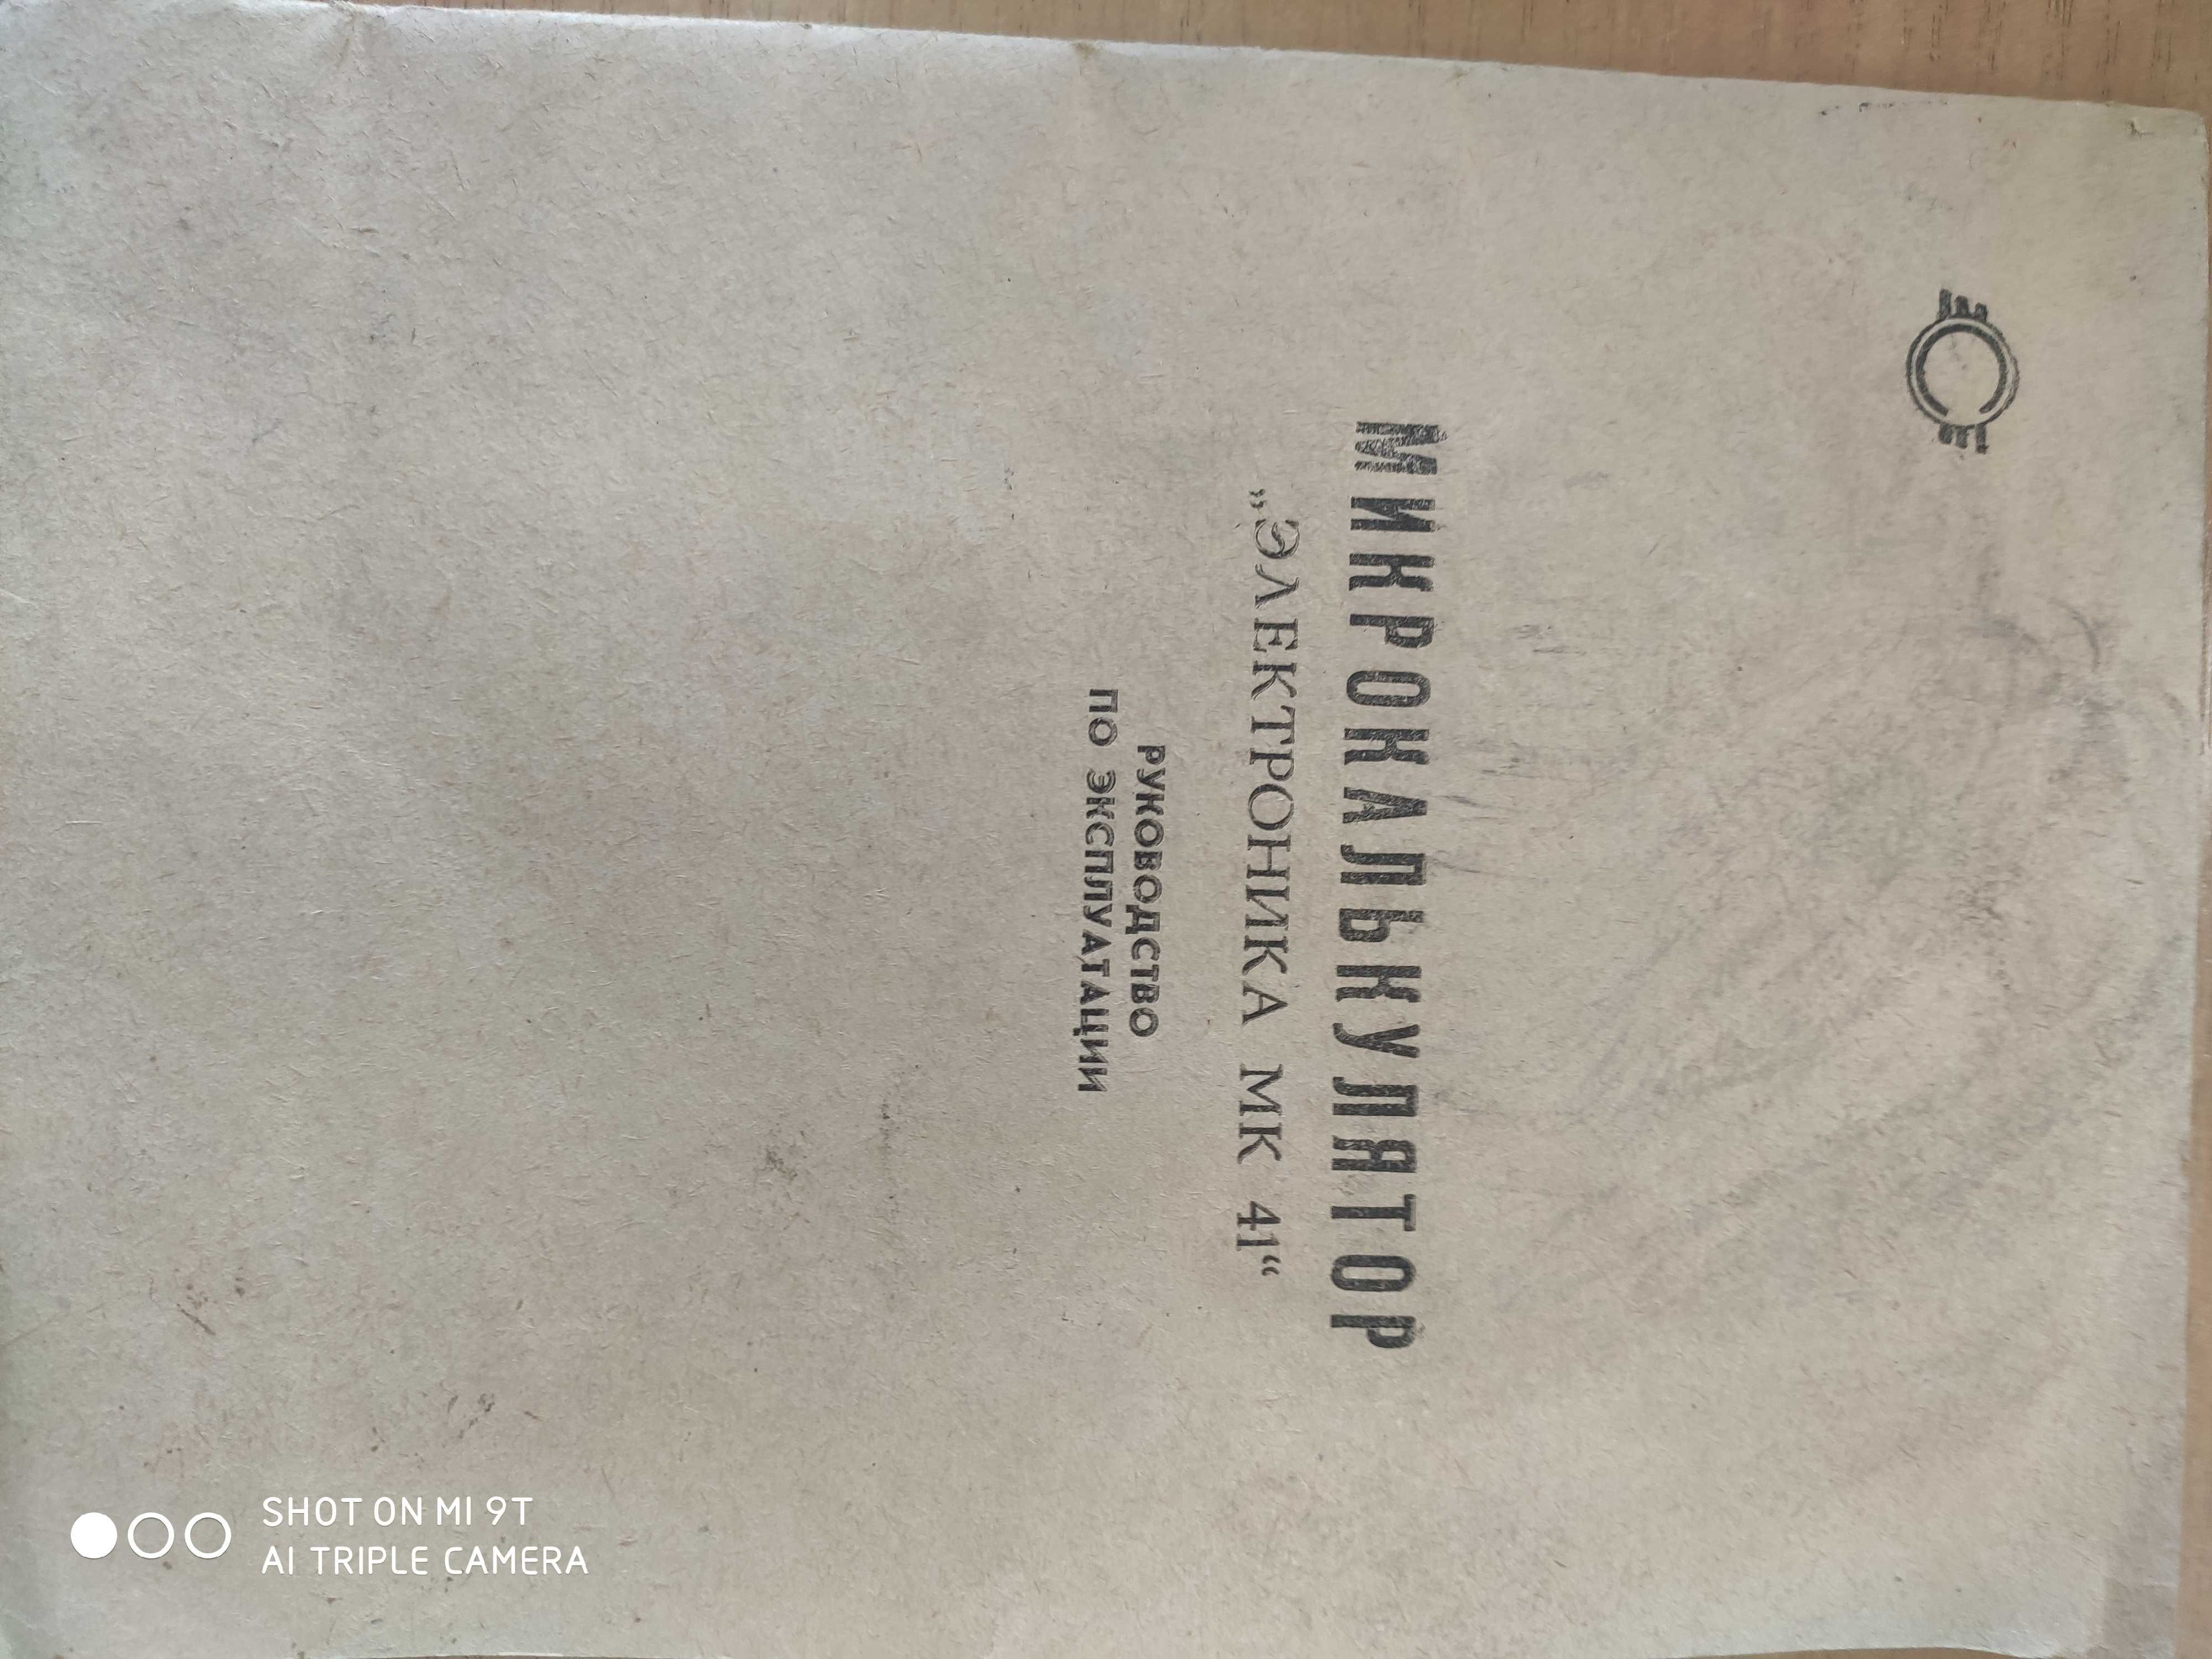 МИКРОКАЛЬКУЛЯТОР
„ЭЛЕКТРОНИКА МК 41“
РУКОВОДСТВО
ПО ЭКСПЛУАТАЦИИ
SHOT ON MI 9T
AI TRIPLE CAMERA